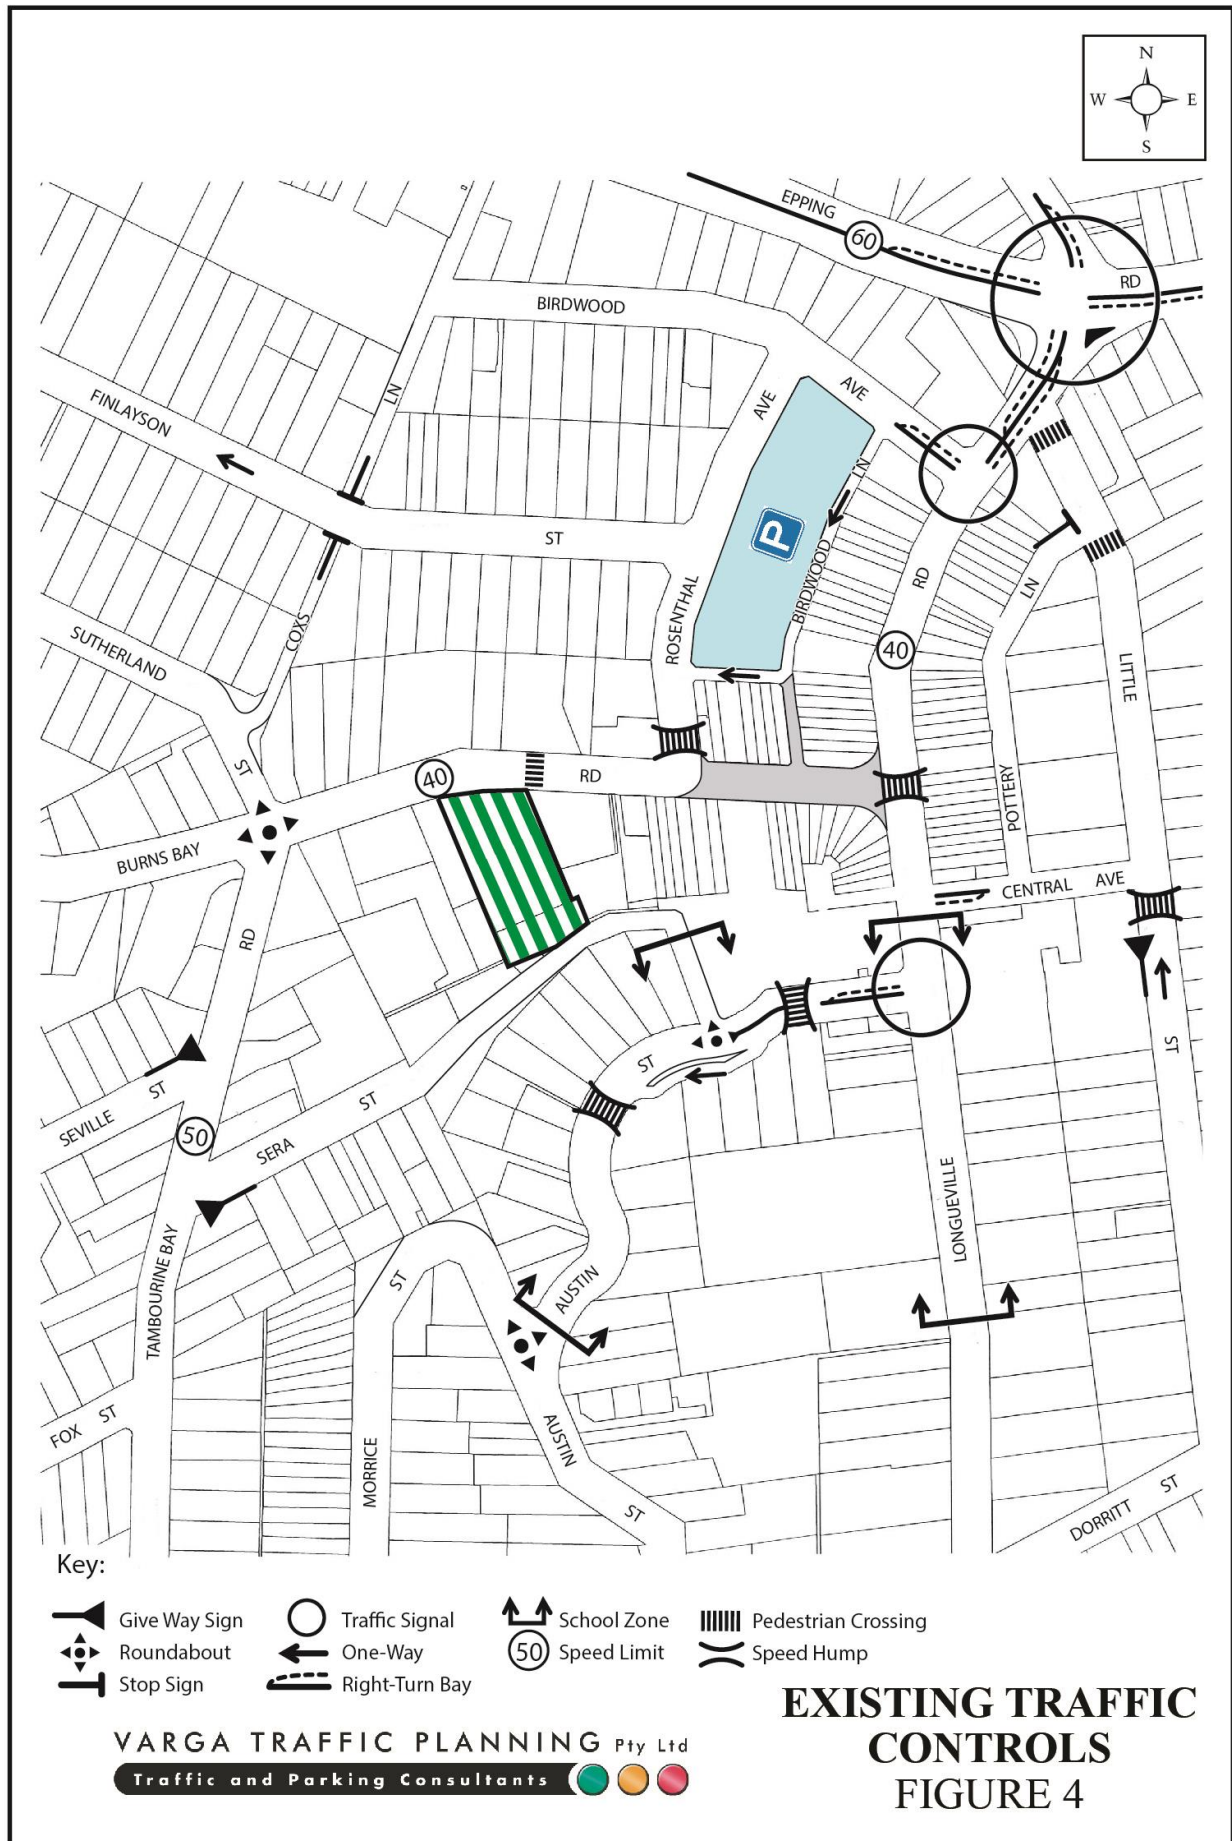 N
W E
S
EPPING
60
RD
BIRDWOOD
AVE
LN
AVE
FINLAYSON
LN
ST
BIRDWOOD
RD
LN
ROSENTHAL
COXS
SUTHERLAND
40
LITTLE
ST
40
RD
POTTERY
BURNS BAY
CENTRAL AVE
RD
ST
ST
SEVILLE ST
ST
50
SERA
LONGUEVILLE
TAMBOURINE BAY
ST
AUSTIN
FOX ST
MORRICE
AUSTIN
ST
DORRITT ST
P
Key:
Give Way Sign
Traffic Signal
School Zone
Pedestrian Crossing
Roundabout
One-Way
50
Speed Limit
Speed Hump
Stop Sign
Right-Turn Bay
VARGA TRAFFIC PLANNING Pty Ltd
Traffic and Parking Consultants
EXISTING TRAFFIC
CONTROLS
FIGURE 4